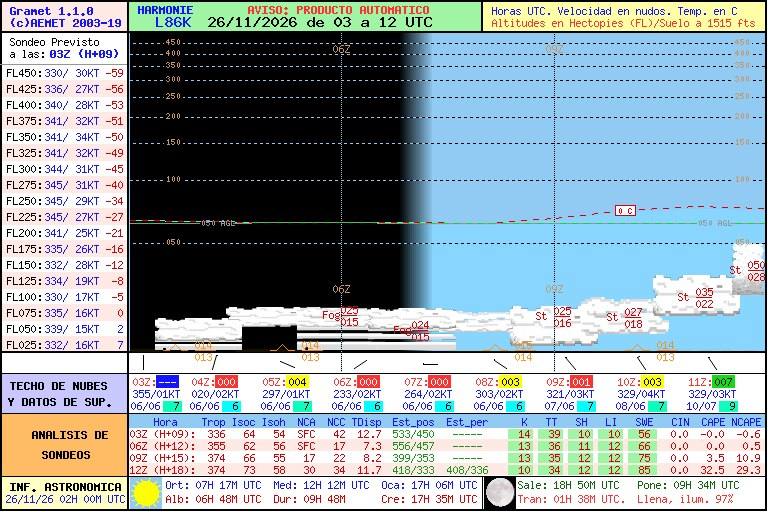 Gramet 1.1.0
(c)AEMET 2003-19
HARMONIE
L86K
AVISO: PRODUCTO AUTOMATICO
26/11/2026 de 03 a 12 UTC
Horas UTC. Velocidad en nudos. Temp. en C
Altitudes en Hectopies (FL)/Suelo a 1515 fts
Sondeo Previsto
a las: 03Z (H+09)
FL450:330/ 30KT -59
FL425:336/ 27KT -56
FL400:340/ 28KT -53
FL375:341/ 32KT -51
FL350:341/ 34KT -50
FL325:341/ 32KT -49
FL300:344/ 31KT -45
FL275:345/ 31KT -40
FL250:345/ 29KT -34
FL225:345/ 27KT -27
FL200:341/ 25KT -21
FL175:335/ 26KT -16
FL150:332/ 28KT -12
FL125:334/ 19KT -8
FL100:330/ 17KT -5
FL075:335/ 16KT 0
FL050:339/ 15KT 2
FL025:332/ 16KT 7
450 06Z 09Z 450
400 400
350 350
300 300
250 250
200 200
150 150
100 100
0 C
050 AGL 050 AGL
050 050
St 050
028
06Z 09Z
St 035
022
Fog 025
015
St 025
016
St 027
018
Fog 024
015
014
013
014
013
014
TECHO DE NUBES
Y DATOS DE SUP.
03Z:--- 04Z:000 05Z:004 06Z:000 07Z:000 08Z:003 09Z:001 10Z:003 11Z:007
355/01KT 020/02KT 297/01KT 233/02KT 264/02KT 303/02KT 321/03KT 329/04KT 329/03KT
06/06 7 06/06 6 06/06 7 06/06 6 06/06 6 06/06 6 07/06 7 08/06 7 10/07 9
ANALISIS DE
SONDEOS
Hora Trop Isoc Isoh NCA NCC TDisp Est_pos Est_per K TT SH LI SWE CIN CAPE NCAPE
03Z (H+09): 336 64 54 SFC 42 12.7 533/450 ----- 14 39 10 10 56 0.0 -0.0 -0.6
06Z (H+12): 355 62 56 SFC 17 7.3 556/467 ----- 10 36 11 12 66 0.0 0.0 0.5
09Z (H+15): 374 66 55 17 22 8.2 399/353 ----- 13 35 12 12 75 0.0 3.5 10.9
12Z (H+18): 374 73 58 30 34 11.7 418/333 408/336 10 34 12 11 85 0.0 32.5 29.3
INF. ASTRONOMICA
26/11/26 02H 00M UTC
Ort: 07H 17M UTC Med: 12H 12M UTC Oca: 17H 06M UTC
Alb: 06H 48M UTC Dur: 09H 48M Cre: 17H 35M UTC
Sale: 18H 50M UTC Pone: 09H 34M UTC
Tran: 01H 38M UTC. Llena, ilum. 97%